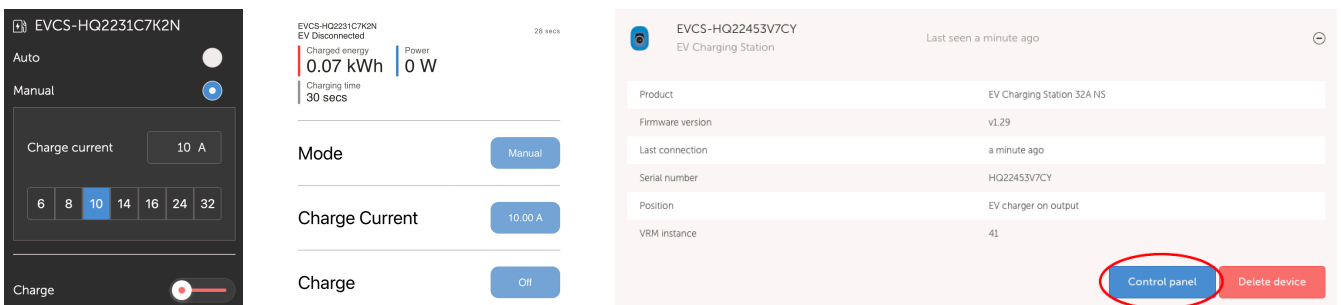 EVCS-HQ2231C7K2N
Auto
Manual
Charge current
10 A
6 8 10 14 16 24 32
Charge
EVCS-HQ2231C7K2N
EV Disconnected
28 secs
Charged energy
0.07 kWh
Power
0 W
Charging time
30 secs
Mode
Manual
Charge Current
10.00 A
Charge
Off
EVCS-HQ22453V7CY
EV Charging Station
Last seen a minute ago
Product EV Charging Station 32A NS
Firmware version v1.29
Last connection a minute ago
Serial number HQ22453V7CY
Position EV charger on output
VRM instance 41
Control panel
Delete device